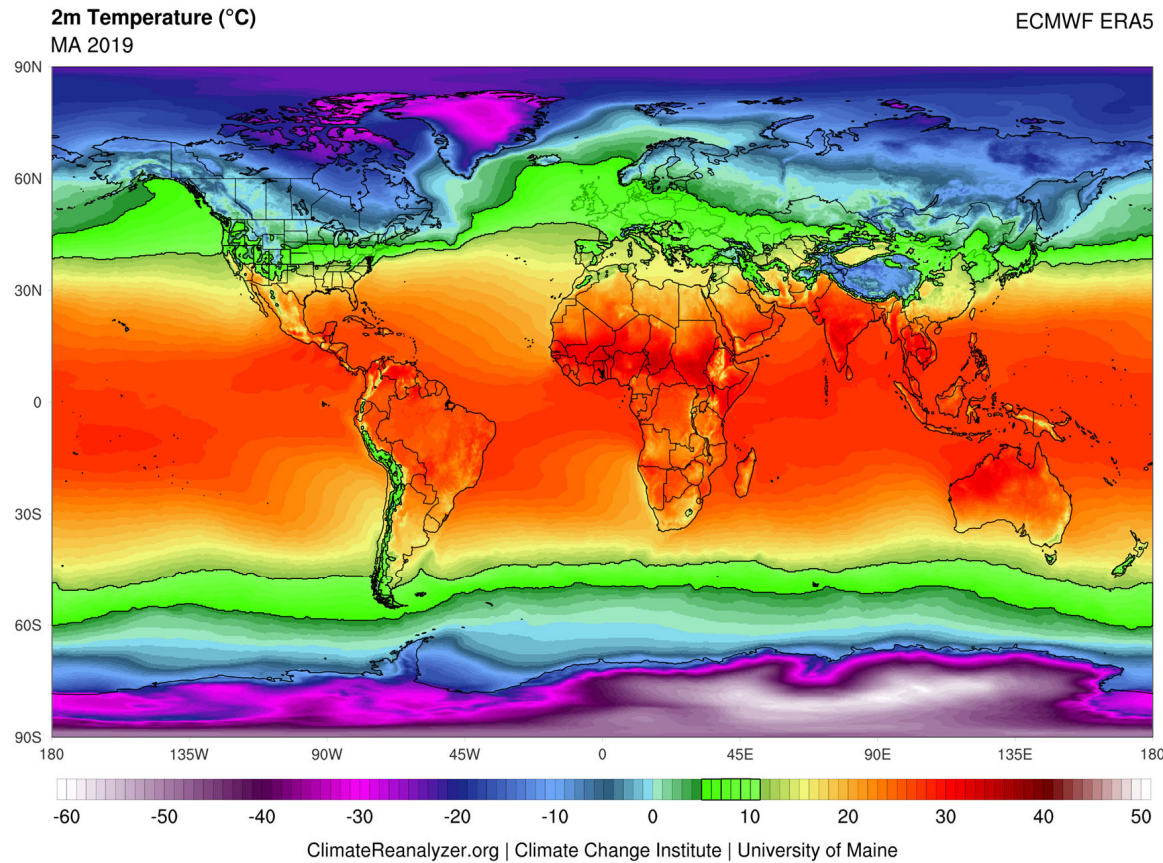 2m Temperature (°C)
ECMWF ERA5
MA 2019
90N
60N
30N
0
30S
60S
90S
180 135W 90W 45W 0 45E 90E 135E 180
-60 -50 -40 -30 -20 -10 0 10 20 30 40 50
ClimateReanalyzer.org | Climate Change Institute | University of Maine